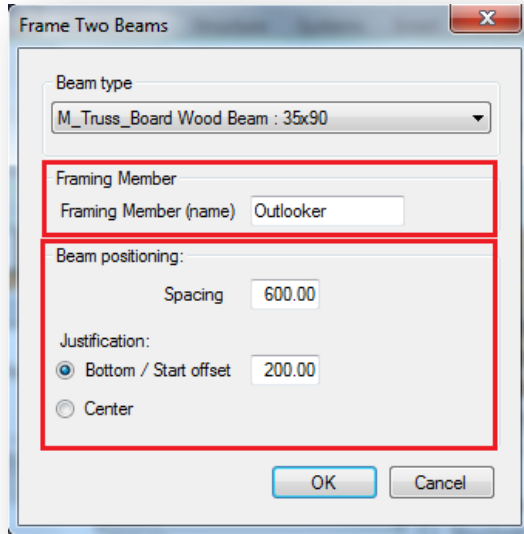 Frame Two Beams
Beam type
M_Truss_Board Wood Beam : 35x90
Framing Member
Framing Member (name) Outlooker
Beam positioning:
Spacing 600.00
Justification:
Bottom / Start offset 200.00
Center
OK Cancel